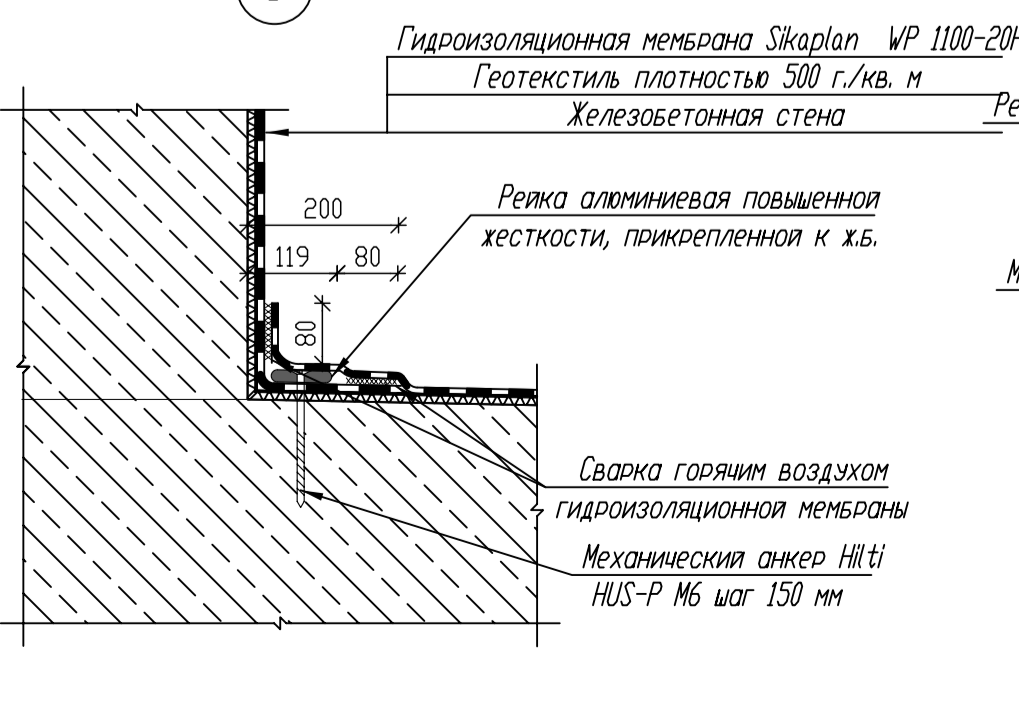 Гидроизоляционная мембрана Sikaplan WP 1100-20H
Геотекстиль плотностью 500 г./кв. м
Железобетонная стена
Ре
Рейка алюминиевая повышенной
жесткости, прикрепленной к ж.б.
200
119 80
80
М
Сварка горячим воздухом
гидроизоляционной мембраны
Механический анкер Hilti
HUS-P M6 шаг 150 мм